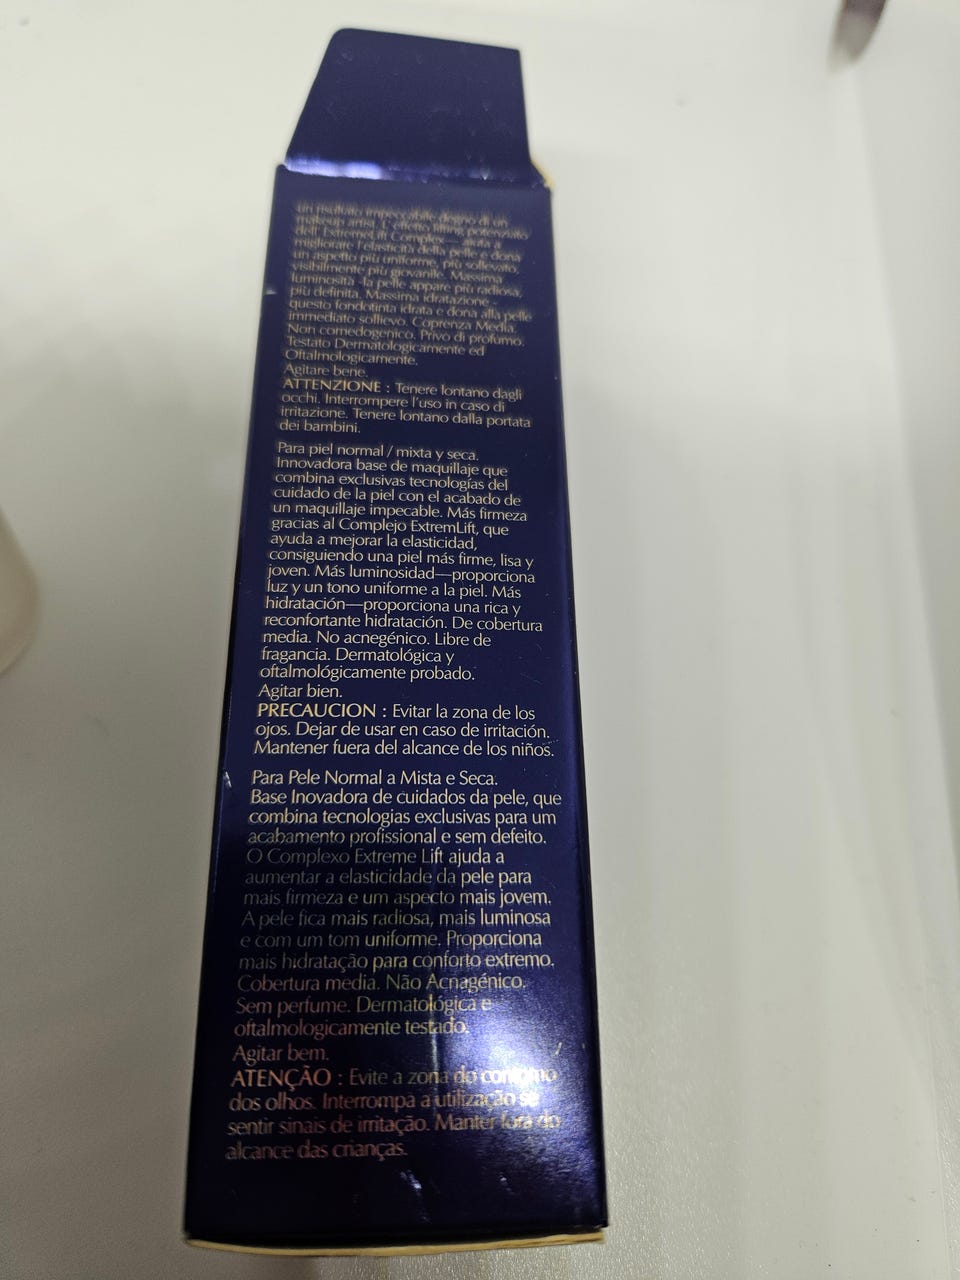 un risultato impeccabile degno di un
makeup artist. L'effetto lifting potenziato
dell'ExtremeLift Complex— aiuta a
migliorare l'elasticità della pelle e dona
un aspetto più uniforme, più sollevato,
visibilmente più giovanile. Massima
luminosità -la pelle appare più radiosa,
più definita. Massima idratazione -
questo fondotinta idrata e dona alla pelle
immediato sollievo. Coprenza Media.
Non comedogenico. Privo di profumo.
Testato Dermatologicamente ed
Oftalmologicamente.
Agitare bene.
ATTENZIONE : Tenere lontano dagli
occhi. Interrompere l'uso in caso di
irritazione. Tenere lontano dalla portata
dei bambini.
Para piel normal / mixta y seca.
Innovadora base de maquillaje que
combina exclusivas tecnologías del
cuidado de la piel con el acabado de
un maquillaje impecable. Más firmeza
gracias al Complejo ExtremLift, que
ayuda a mejorar la elasticidad,
consiguiendo una piel más firme, lisa y
joven. Más luminosidad—proporciona
luz y un tono uniforme a la piel. Más
hidratación—proporciona una rica y
reconfortante hidratación. De cobertura
media. No acnegénico. Libre de
fragancia. Dermatológica y
oftalmológicamente probado.
Agitar bien.
PRECAUCION : Evitar la zona de los
ojos. Dejar de usar en caso de irritación.
Mantener fuera del alcance de los niños.
Para Pele Normal a Mista e Seca.
Base Inovadora de cuidados da pele, que
combina tecnologias exclusivas para um
acabamento profissional e sem defeito.
O Complexo Extreme Lift ajuda a
aumentar a elasticidade da pele para
mais firmeza e um aspecto mais jovem.
A pele fica mais radiosa, mais luminosa
e com um tom uniforme. Proporciona
mais hidratação para conforto extremo.
Cobertura media. Não Acnagénico.
Sem perfume. Dermatológica e
oftalmologicamente testado.
Agitar bem.
ATENÇÃO : Evite a zona do contorno
dos olhos. Interrompa a utilização se
sentir sinais de irritação. Manter fora do
alcance das crianças.